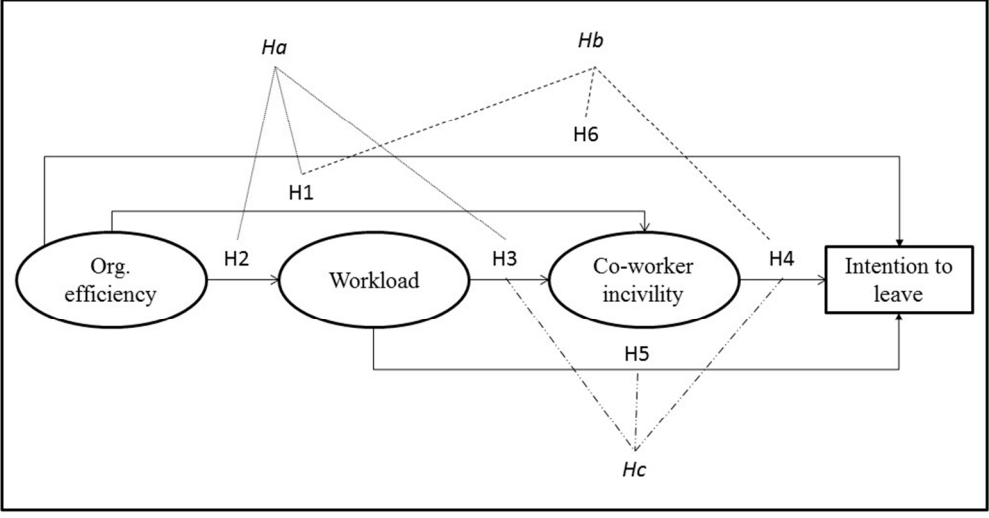 Ha
Hb
H6
H1
Org.
efficiency
H2
Workload
H3
Co-worker
incivility
H4
Intention to
leave
H5
Hc